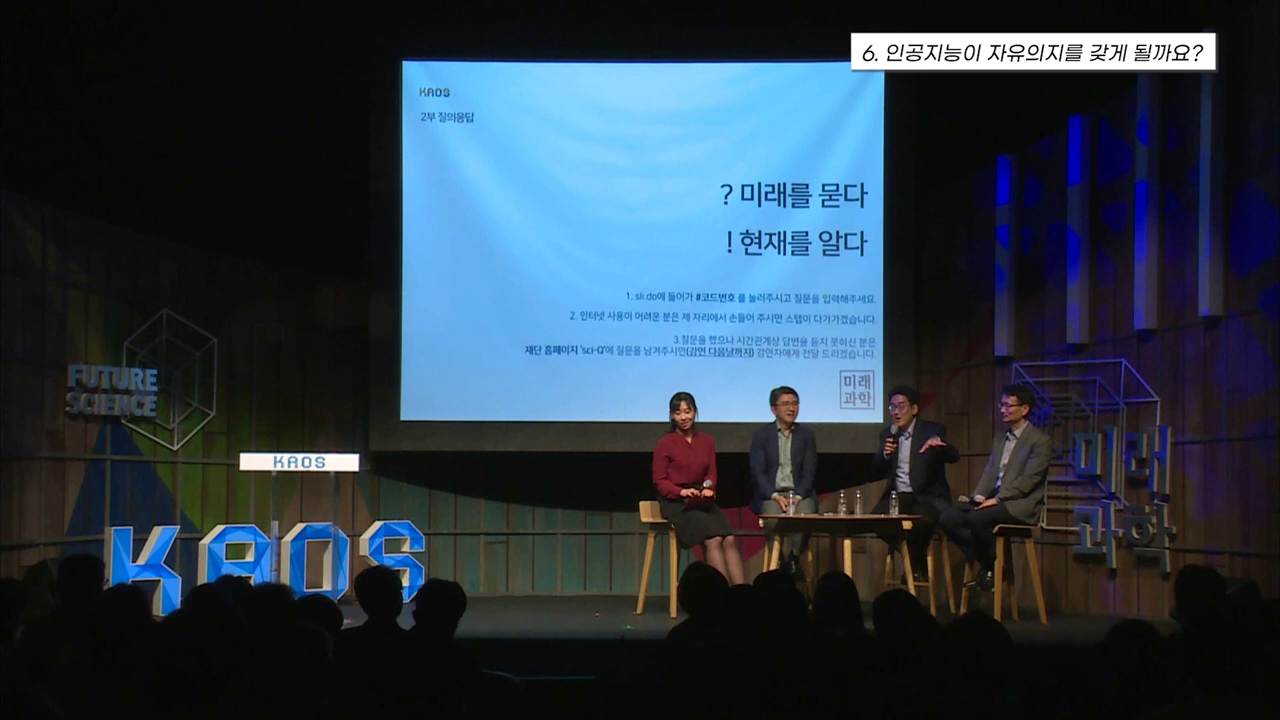 6. 인공지능이 자유의지를 갖게 될까요?
KAOS
2부 질의응답
? 미래를 묻다
! 현재를 알다
1. sli.do에 들어가 #코드번호 를 눌러주시고 질문을 입력해주세요.
2. 인터넷 사용이 어려운 분은 제 자리에서 손들어 주시면 스텝이 다가가겠습니다.
3.질문을 했으나 시간관계상 답변을 듣지 못하신 분은
재단 홈페이지 'sci-Q'에 질문을 남겨주시면(강연 다음날까지) 강연자에게 전달 드리겠습니다.
미래
과학
FUTURE
SCIENCE
KAOS
KAOS
미래
과학